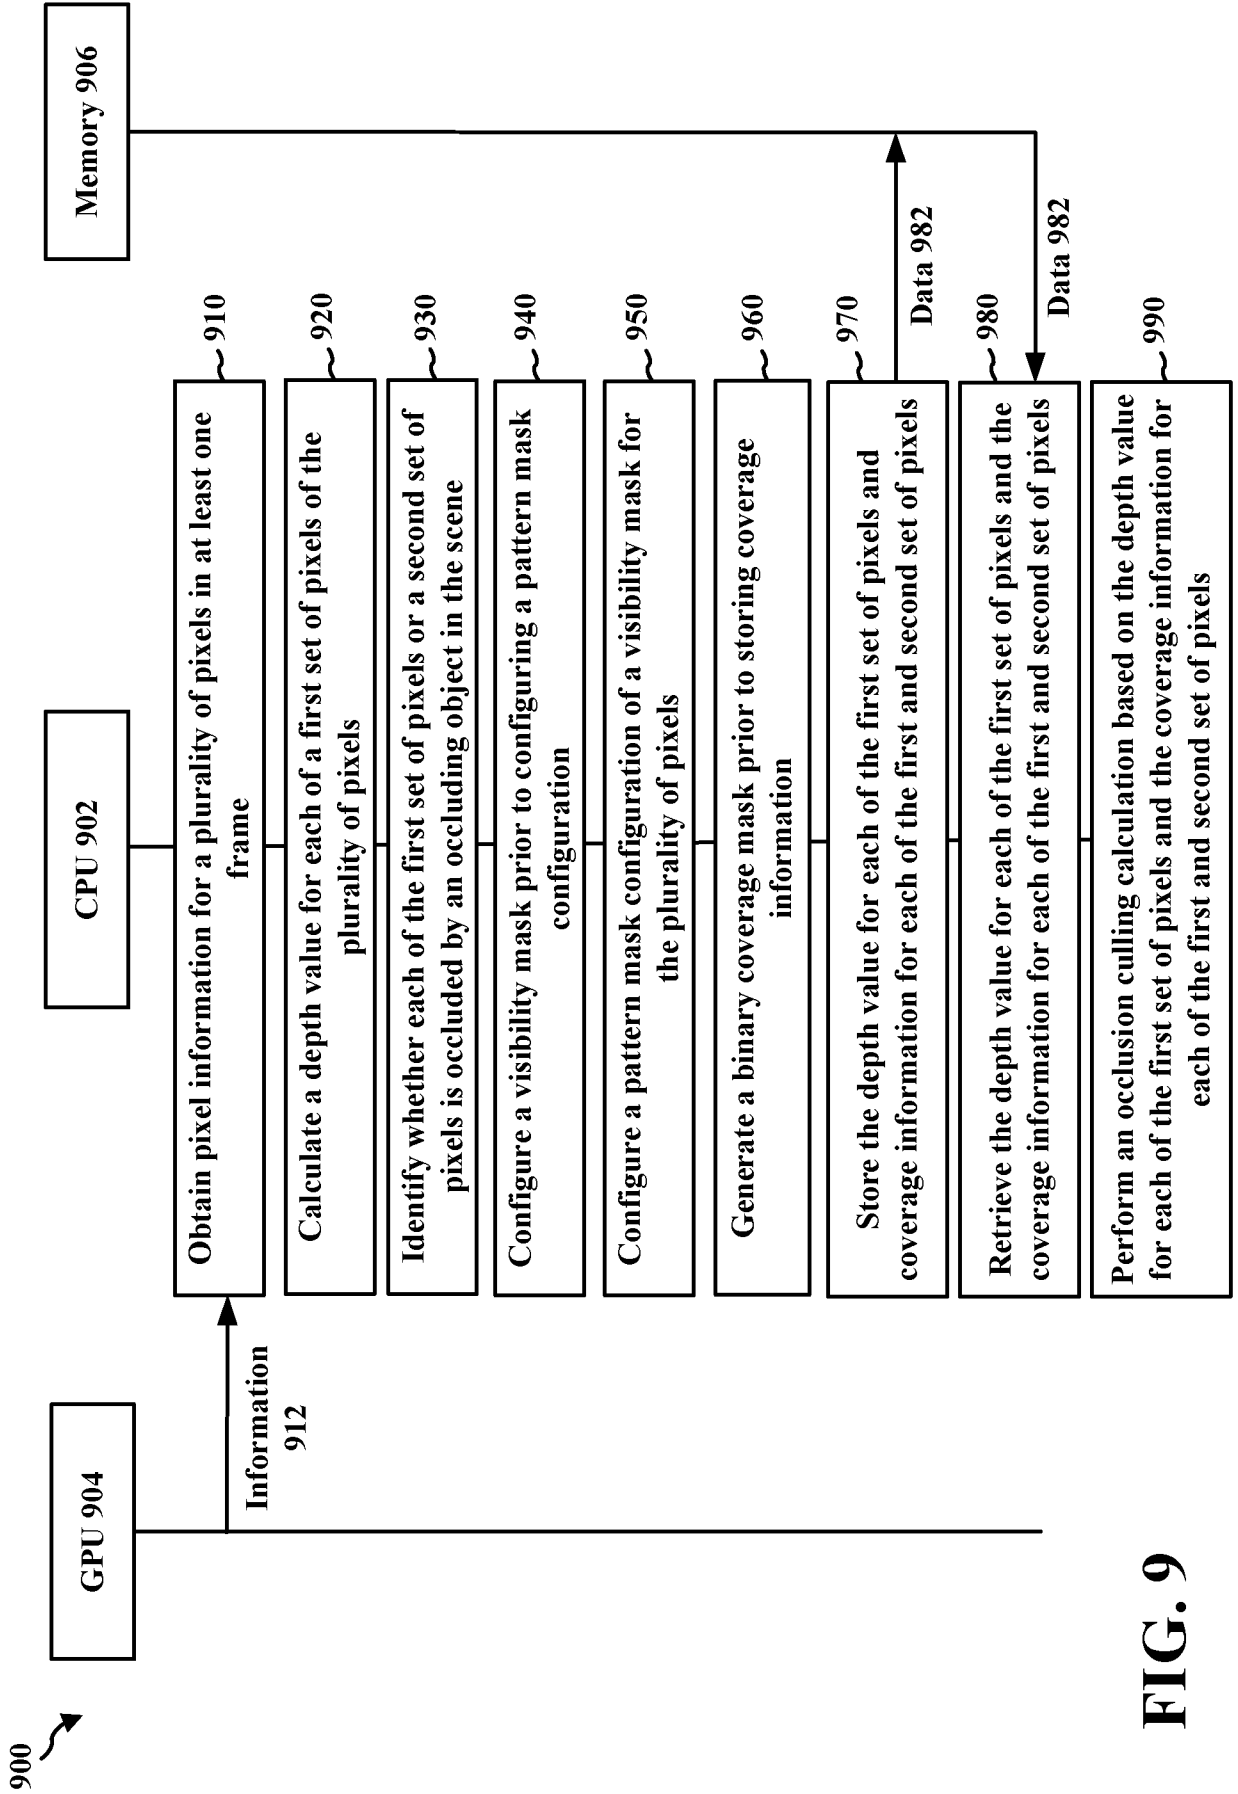 900
GPU 904
CPU 902
Memory 906
Information
912
Obtain pixel information for a plurality of pixels in at least one
frame
910
Calculate a depth value for each of a first set of pixels of the
plurality of pixels
920
Identify whether each of the first set of pixels or a second set of
pixels is occluded by an occluding object in the scene
930
Configure a visibility mask prior to configuring a pattern mask
configuration
940
Configure a pattern mask configuration of a visibility mask for
the plurality of pixels
950
Generate a binary coverage mask prior to storing coverage
information
960
Store the depth value for each of the first set of pixels and
coverage information for each of the first and second set of pixels
970
Data 982
Retrieve the depth value for each of the first set of pixels and the
coverage information for each of the first and second set of pixels
980
Data 982
Perform an occlusion culling calculation based on the depth value
for each of the first set of pixels and the coverage information for
each of the first and second set of pixels
990
FIG. 9